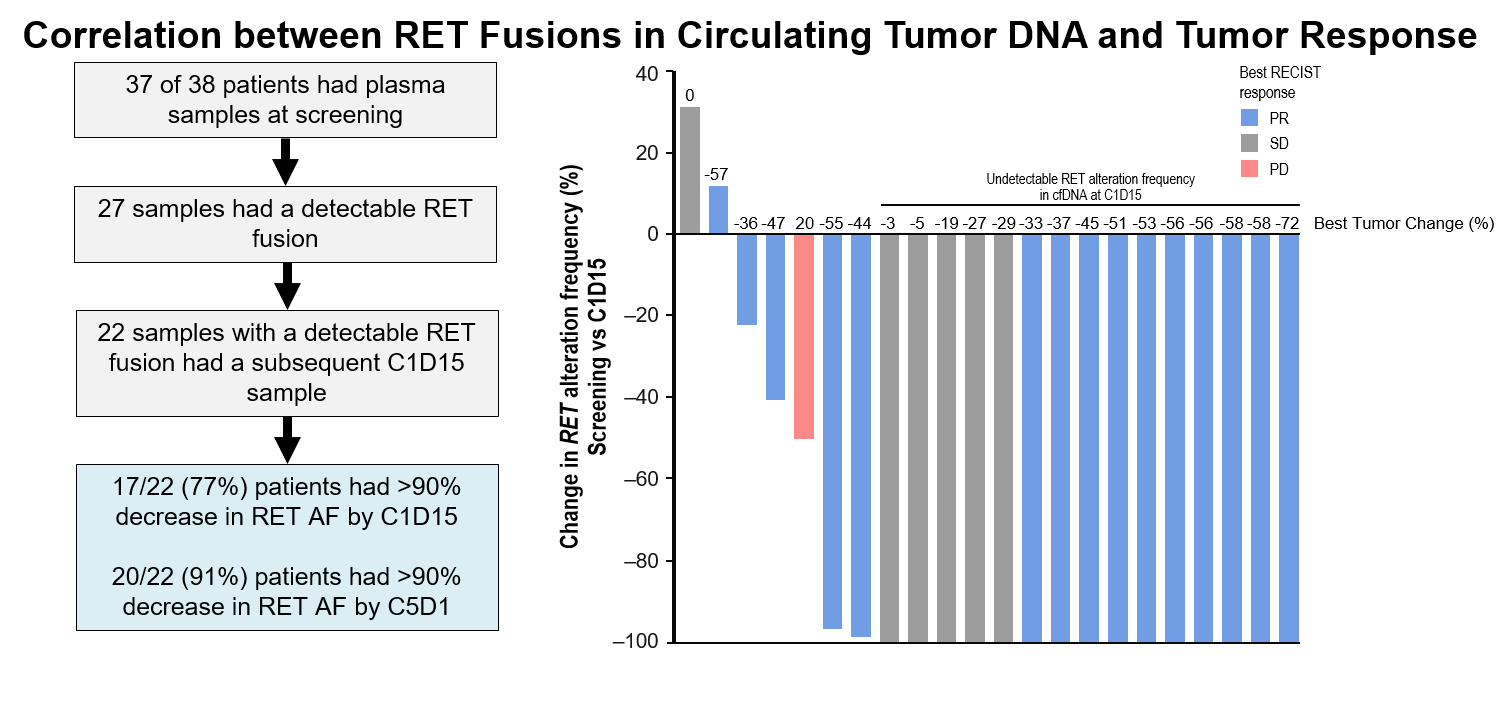 Correlation between RET Fusions in Circulating Tumor DNA and Tumor Response
37 of 38 patients had plasma
samples at screening
27 samples had a detectable RET
fusion
22 samples with a detectable RET
fusion had a subsequent C1D15
sample
17/22 (77%) patients had >90%
decrease in RET AF by C1D15
20/22 (91%) patients had >90%
decrease in RET AF by C5D1
Change in RET alteration frequency (%)
Screening vs C1D15
40
20
0
–20
–40
–60
–80
–100
Best RECIST
response
PR
SD
PD
Undetectable RET alteration frequency
in cfDNA at C1D15
0
-57
-36 -47 20 -55 -44 -3 -5 -19 -27 -29 -33 -37 -45 -51 -53 -56 -56 -58 -58 -72 Best Tumor Change (%)